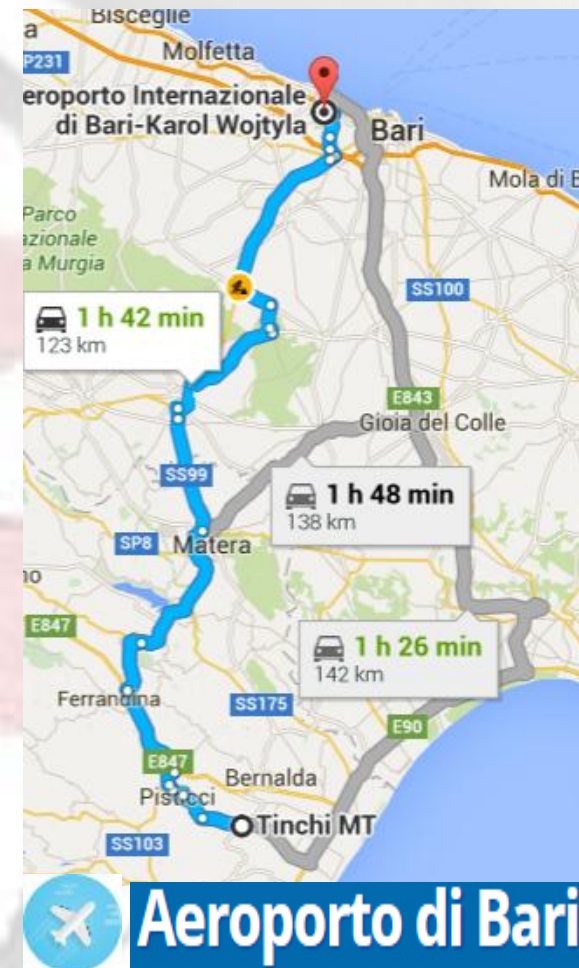 Bisceglie
a
Molfetta
P231
eroporto Internazionale
di Bari-Karol Wojtyla
Bari
Mola di B
Parco
azionale
a Murgia
SS100
1 h 42 min
123 km
E843
Gioia del Colle
SS99
1 h 48 min
138 km
SP8
Matera
no
E847
1 h 26 min
142 km
Ferrandina
SS175
E90
E847
Bernalda
Pisticci
Tinchi MT
SS103
Aeroporto di Bari